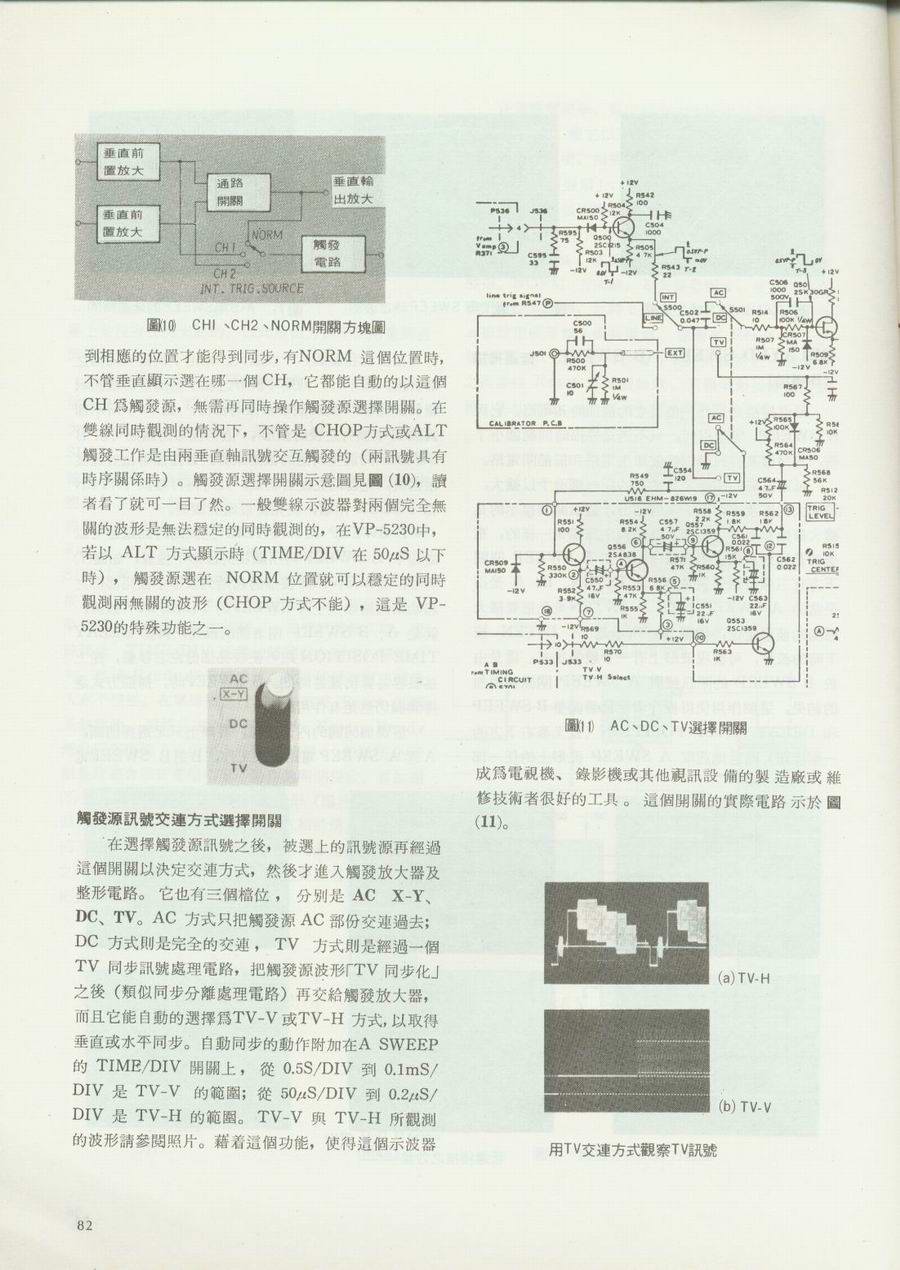 垂直前
置放大
通路
開關
垂直輸
出放大
垂直前
置放大
NORM
CH1
觸發
電路
CH2
INT. TRIG. SOURCE
圖(10) CH1、CH2、NORM開關方塊圖
到相應的位置才能得到同步,有NORM 這個位置時,
不管垂直顯示選在哪一個 CH, 它都能自動的以這個
CH 爲觸發源, 無需再同時操作觸發源選擇開關。在
雙線同時觀測的情況下, 不管是 CHOP方式或ALT
觸發工作是由兩垂直軸訊號交互觸發的 (兩訊號具有
時序關係時) 。觸發源選擇開關示意圖見圖 (10), 讀
者看了就可一目了然。一般雙線示波器對兩個完全無
關的波形是無法穩定的同時觀測的, 在VP-5230中,
若以 ALT 方式顯示時 (TIME/DIV 在 50μS 以下
時) , 觸發源選在 NORM 位置就可以穩定的同時
觀測兩無關的波形 (CHOP 方式不能) , 這是 VP-
5230的特殊功能之一。
AC
X-Y
DC
TV
觸發源訊號交連方式選擇開關
在選擇觸發源訊號之後, 被選上的訊號源再經過
這個開關以決定交連方式, 然後才進入觸發放大器及
整形電路。 它也有三個檔位 , 分別是 AC X-Y、
DC、TV。AC 方式只把觸發源 AC 部份交連過去;
DC 方式則是完全的交連 , TV 方式則是經過一個
TV 同步訊號處理電路, 把觸發源波形「TV 同步化」
之後 (類似同步分離處理電路) 再交給觸發放大器,
而且它能自動的選擇爲TV-V 或TV-H 方式, 以取得
垂直或水平同步。自動同步的動作附加在A SWEEP
的 TIME/DIV 開關上 , 從 0.5S/DIV 到 0.1mS/
DIV 是 TV-V 的範圍; 從 50μS/DIV 到 0.2μS/
DIV 是 TV-H 的範圍。 TV-V 與 TV-H 所觀測
的波形請參閱照片。藉着這個功能, 使得這個示波器
82
+12V
R542
100
P536
J536
CR500
MA150
R504
12K
C504
1000
R595
75
R503
12K
Q500
C595
33
R505
R543
22
line trig signal
from R547 Ⓟ
INT
LINE
S500
C502
0.047
AC
DC
S501
TV
EXT
C500
56
J501
R500
470K
C501
10
R501
1M
¼W
CALIBRATOR P.C.B
C506
1000
500V
R514
10
R506
100K ¼W
R507
1M
¼W
CR507
MA
150
R509
6.8K
-12V
R567
100
R565
100K
R564
470K
CR506
MA50
R568
56K
C564
50V
R512
20K
TRIG
LEVEL
R515
10K
TRIG
AC
DC
TV
C554
120
R549
750
U516 EHM-826W19
R551
100
R554
8.2K
C557
50V
R558
2.2K
Q557
2SC1359
R559
1.8K
R562
1.8K
C561
0.022
C562
0.022
CR509
MA150
Q556
2SA838
R550
330K
R552
3.9K
C550
16V
R553
47K
R555
1K
R556
6.8K
R571
47K
R560
1K
R561
15K
C551
16V
C563
16V
Q553
2SC1359
R563
1K
R569
10
R570
10
P533
J533
TV·V
TV·H Select
TIMING
CIRCUIT
圖(11) AC、DC、TV選擇開關
成爲電視機、 錄影機或其他視訊設 備的製 造廠或 維
修技術者很好的工具 。 這個開關的實際電路 示於 圖
(11)。
(a) TV-H
(b) TV-V
用TV交連方式觀察TV訊號